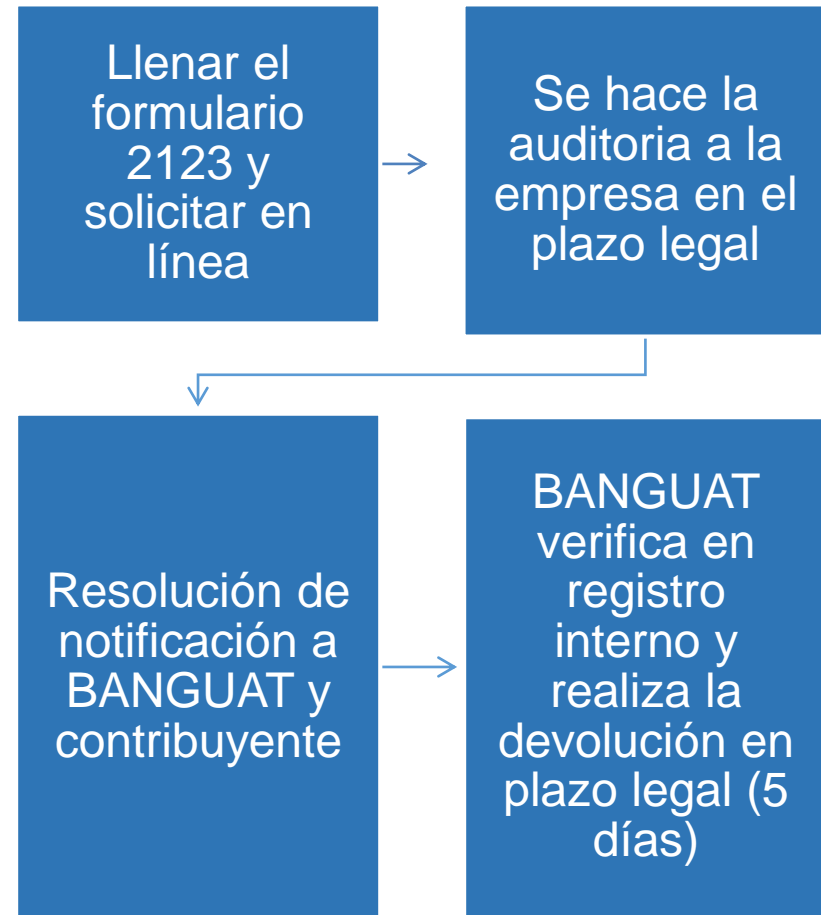 Llenar el
formulario
2123 y
solicitar en
línea
Se hace la
auditoria a la
empresa en el
plazo legal
Resolución de
notificación a
BANGUAT y
contribuyente
BANGUAT
verifica en
registro
interno y
realiza la
devolución en
plazo legal (5
días)